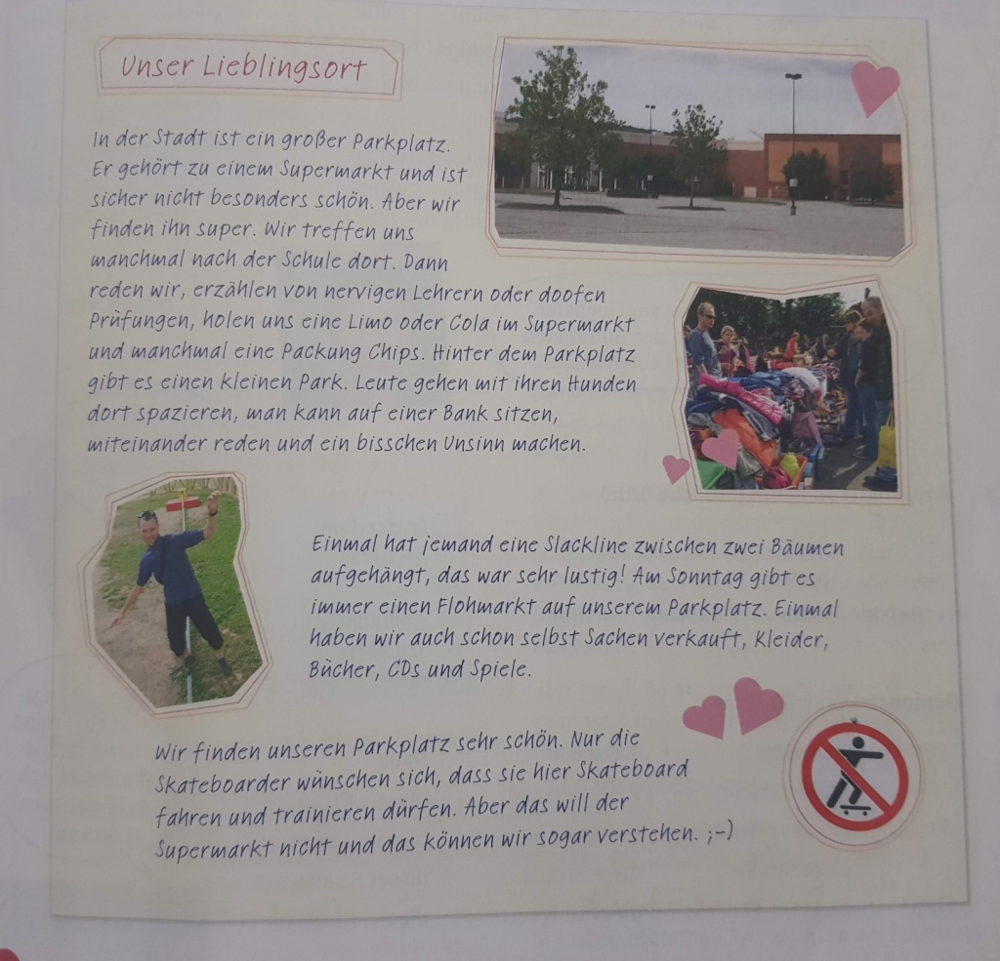 Unser Lieblingsort
In der Stadt ist ein großer Parkplatz.
Er gehört zu einem Supermarkt und ist
sicher nicht besonders schön. Aber wir
finden ihn super. Wir treffen uns
manchmal nach der Schule dort. Dann
reden wir, erzählen von nervigen Lehrern oder doofen
Prüfungen, holen uns eine Limo oder Cola im Supermarkt
und manchmal eine Packung Chips. Hinter dem Parkplatz
gibt es einen kleinen Park. Leute gehen mit ihren Hunden
dort spazieren, man kann auf einer Bank sitzen,
miteinander reden und ein bisschen Unsinn machen.
Einmal hat jemand eine Slackline zwischen zwei Bäumen
aufgehängt, das war sehr lustig! Am Sonntag gibt es
immer einen Flohmarkt auf unserem Parkplatz. Einmal
haben wir auch schon selbst Sachen verkauft, Kleider,
Bücher, CDs und Spiele.
Wir finden unseren Parkplatz sehr schön. Nur die
Skateboarder wünschen sich, dass sie hier Skateboard
fahren und trainieren dürfen. Aber das will der
Supermarkt nicht und das können wir sogar verstehen. ;-)